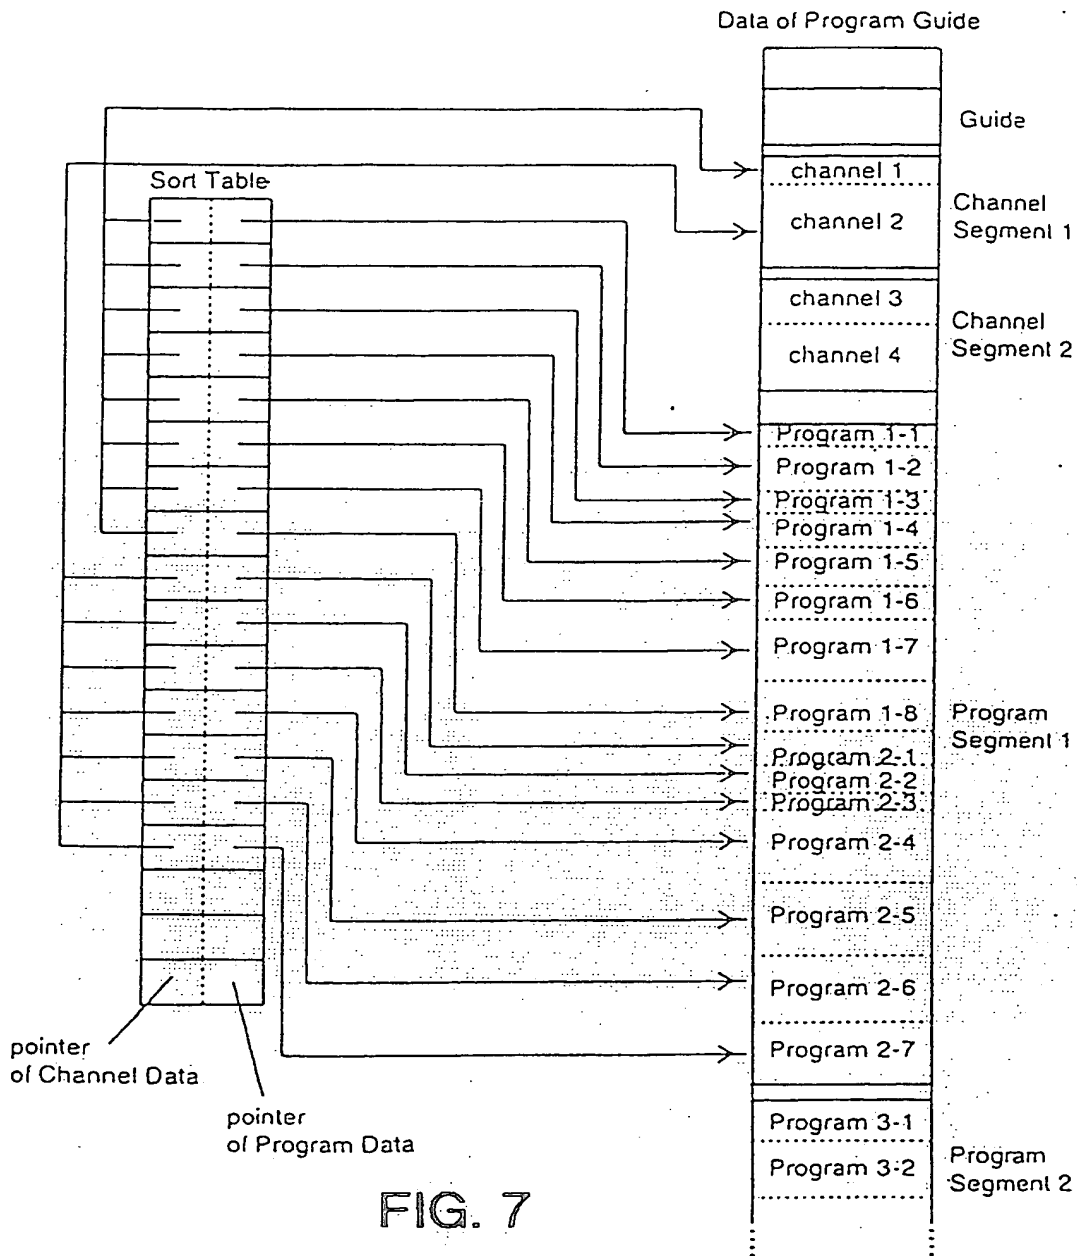 Data of Program Guide
Guide
Sort Table
channel 1
channel 2
Channel
Segment 1
channel 3
channel 4
Channel
Segment 2
Program 1-1
Program 1-2
Program 1-3
Program 1-4
Program 1-5
Program 1-6
Program 1-7
Program 1-8
Program 2-1
Program 2-2
Program 2-3
Program 2-4
Program 2-5
Program 2-6
Program 2-7
Program
Segment 1
Program 3-1
Program 3-2
Program
Segment 2
pointer
of Channel Data
pointer
of Program Data
FIG. 7